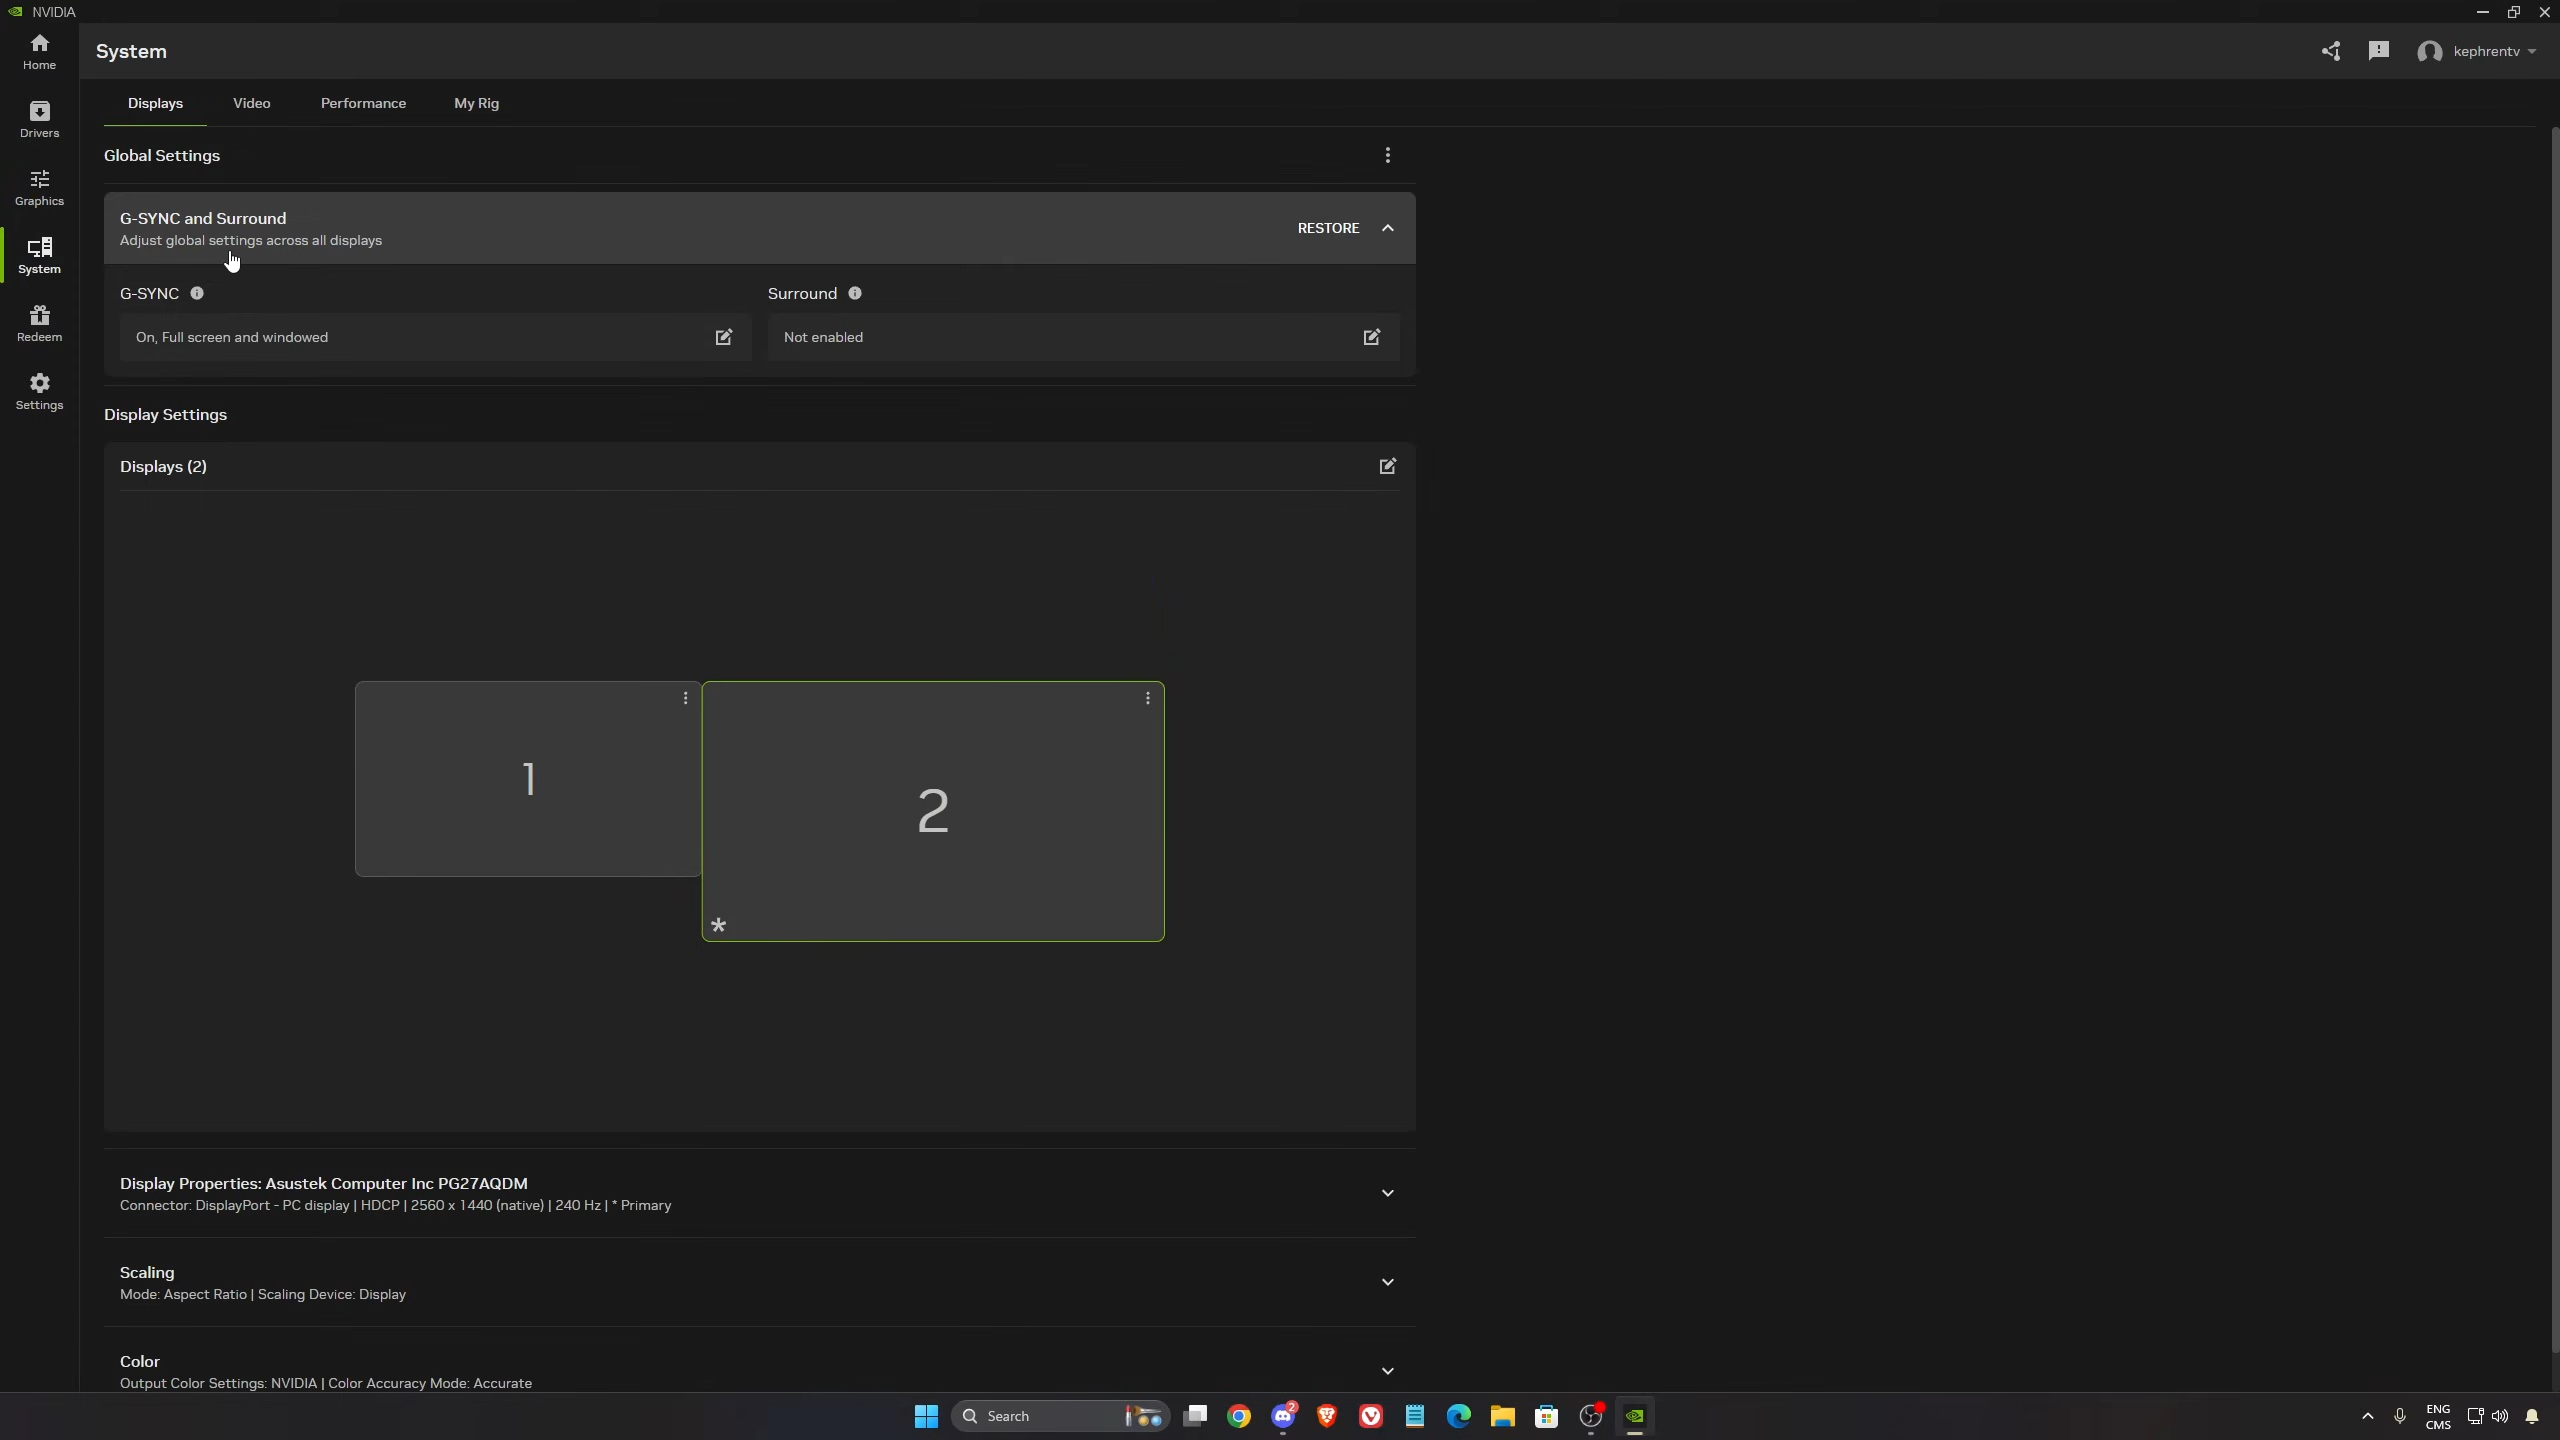 NVIDIA
System
kephrentv
Home
Drivers
Graphics
System
Redeem
Settings
Displays Video Performance My Rig
Global Settings
G-SYNC and Surround
Adjust global settings across all displays
RESTORE
G-SYNC
Surround
On, Full screen and windowed
Not enabled
Display Settings
Displays (2)
1
2
*
Display Properties: Asustek Computer Inc PG27AQDM
Connector: DisplayPort - PC display | HDCP | 2560 x 1440 (native) | 240 Hz | * Primary
Scaling
Mode: Aspect Ratio | Scaling Device: Display
Color
Output Color Settings: NVIDIA | Color Accuracy Mode: Accurate
Search
2
ENG
CMS